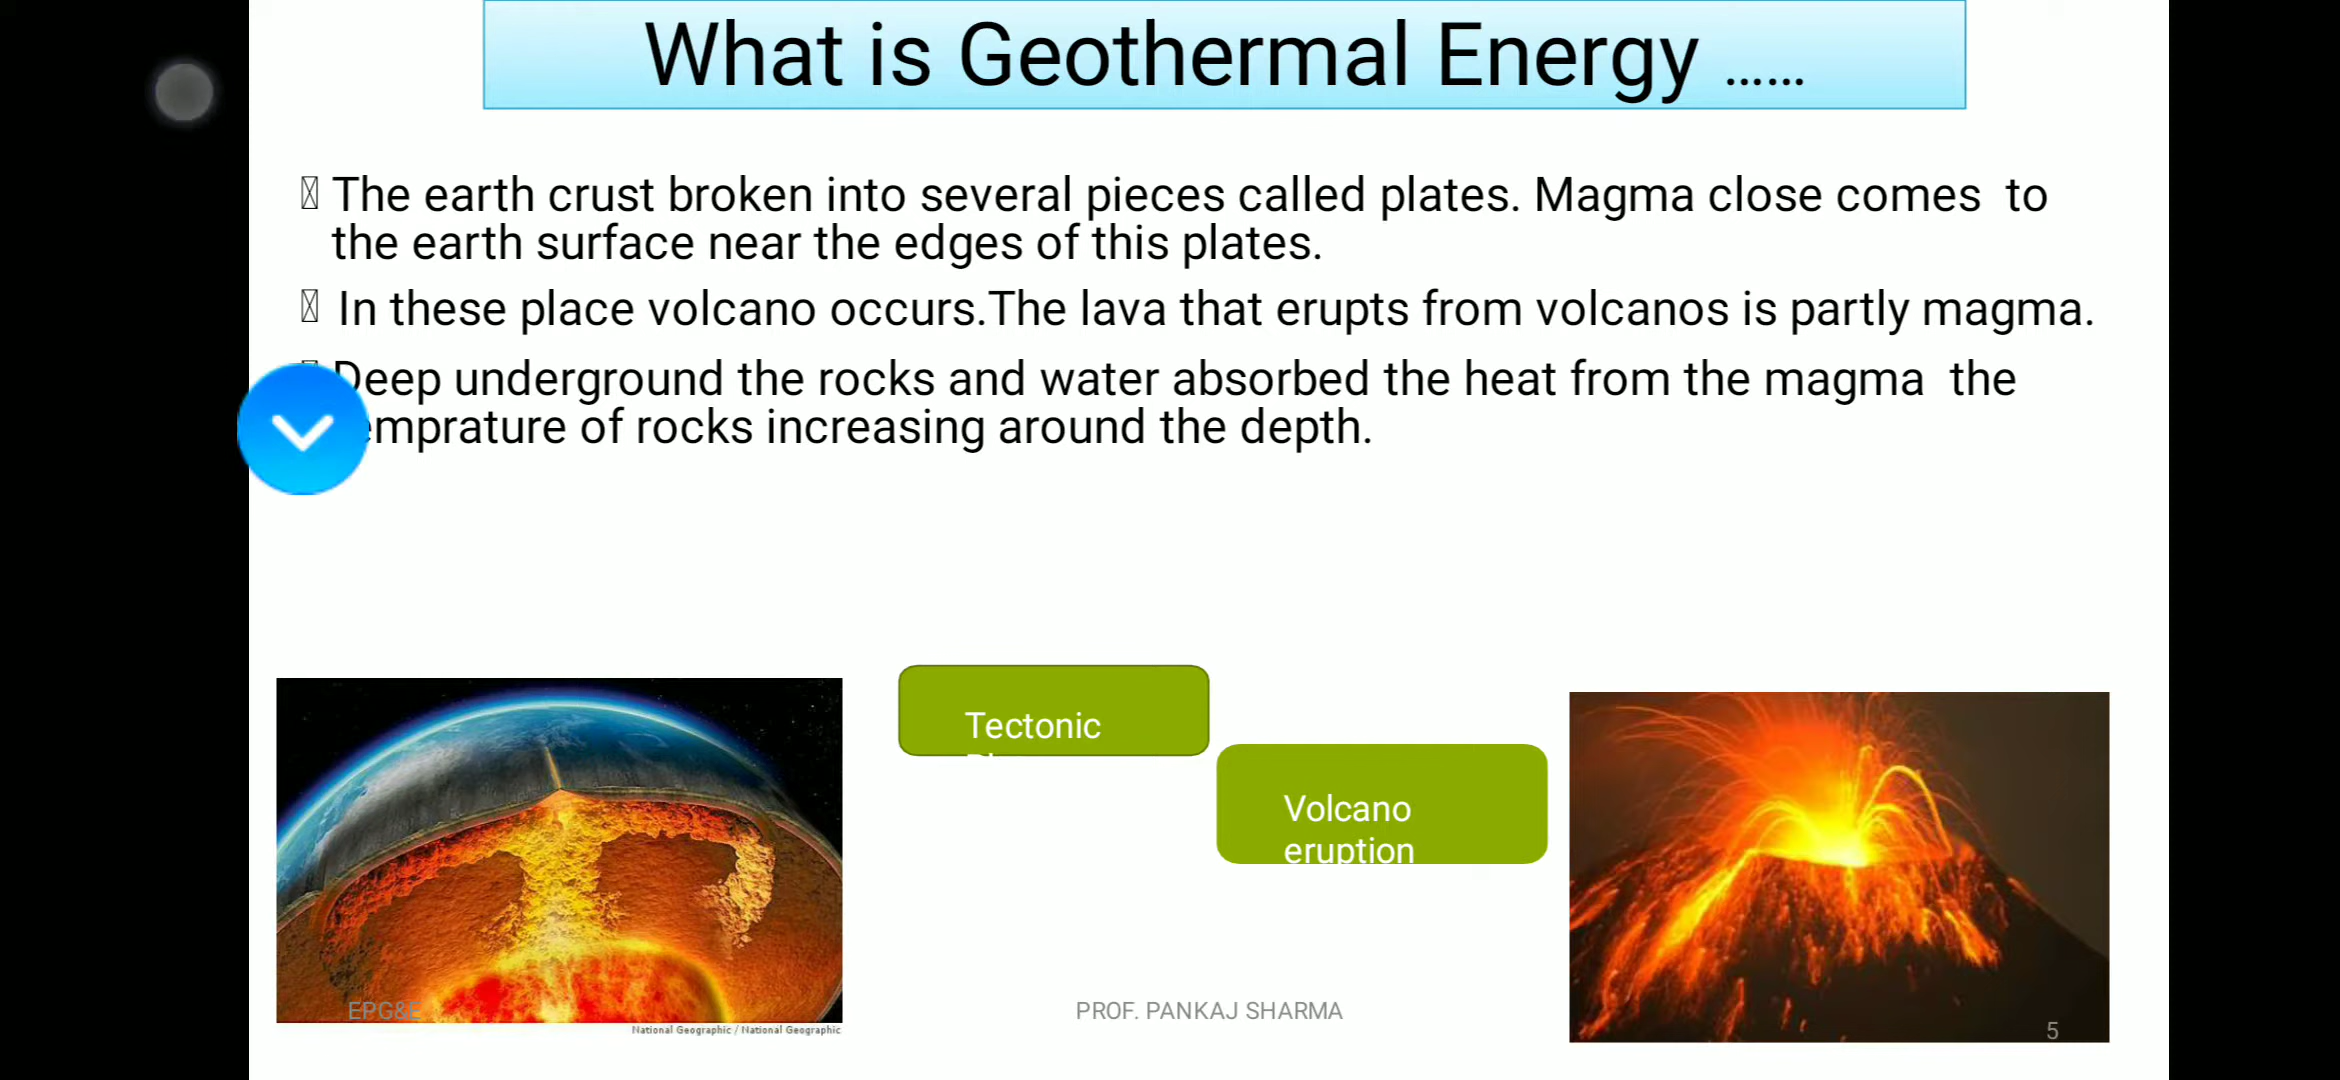 What is Geothermal Energy ......
The earth crust broken into several pieces called plates. Magma close comes to
the earth surface near the edges of this plates.
In these place volcano occurs.The lava that erupts from volcanos is partly magma.
Deep underground the rocks and water absorbed the heat from the magma the
emprature of rocks increasing around the depth.
Tectonic
Volcano
eruption
National Geographic / National Geographic
EPG&E
PROF. PANKAJ SHARMA
5